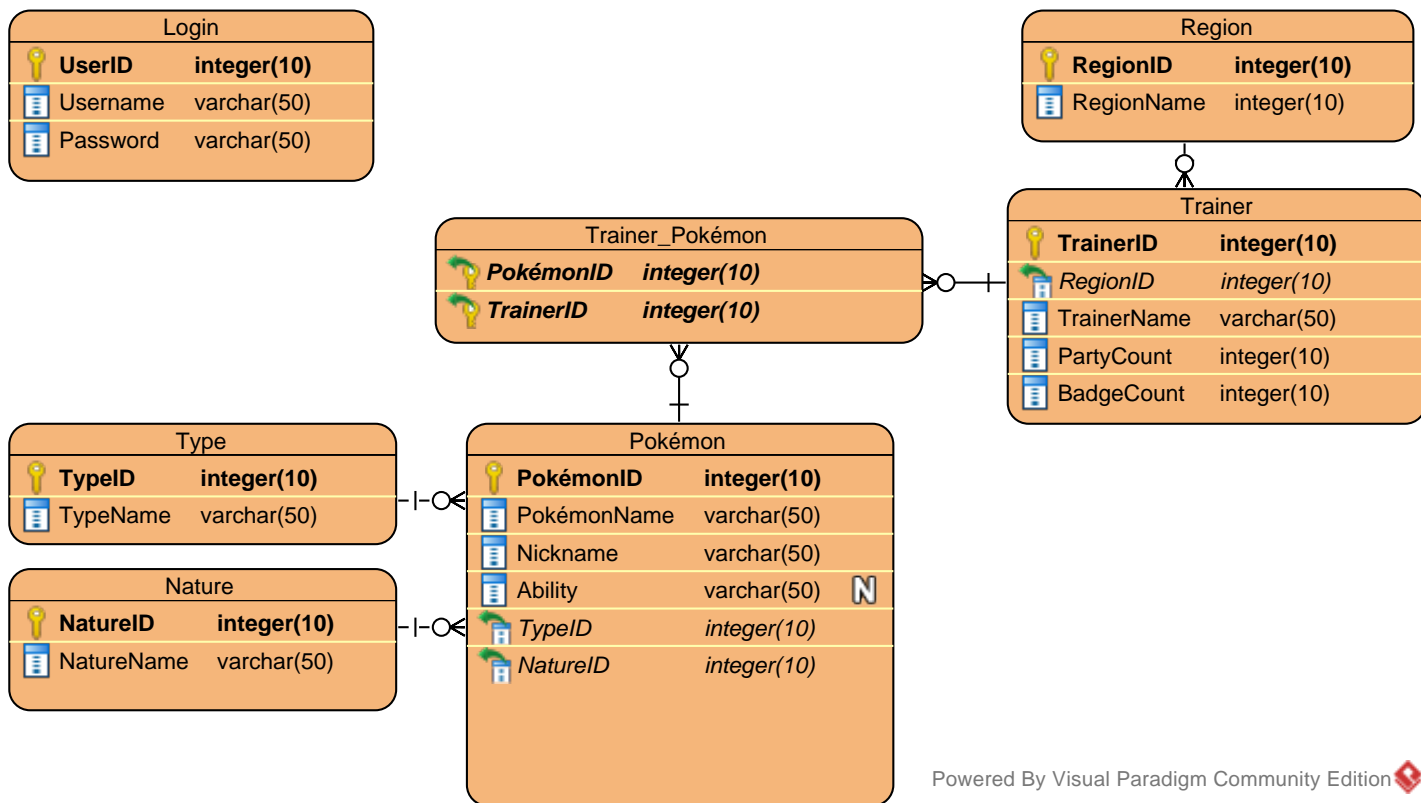 Login
UserID integer(10)
Username varchar(50)
Password varchar(50)
Region
RegionID integer(10)
RegionName integer(10)
Trainer_Pokémon
PokémonID integer(10)
TrainerID integer(10)
Trainer
TrainerID integer(10)
RegionID integer(10)
TrainerName varchar(50)
PartyCount integer(10)
BadgeCount integer(10)
Type
TypeID integer(10)
TypeName varchar(50)
Nature
NatureID integer(10)
NatureName varchar(50)
Pokémon
PokémonID integer(10)
PokémonName varchar(50)
Nickname varchar(50)
Ability varchar(50) N
TypeID integer(10)
NatureID integer(10)
Powered By Visual Paradigm Community Edition